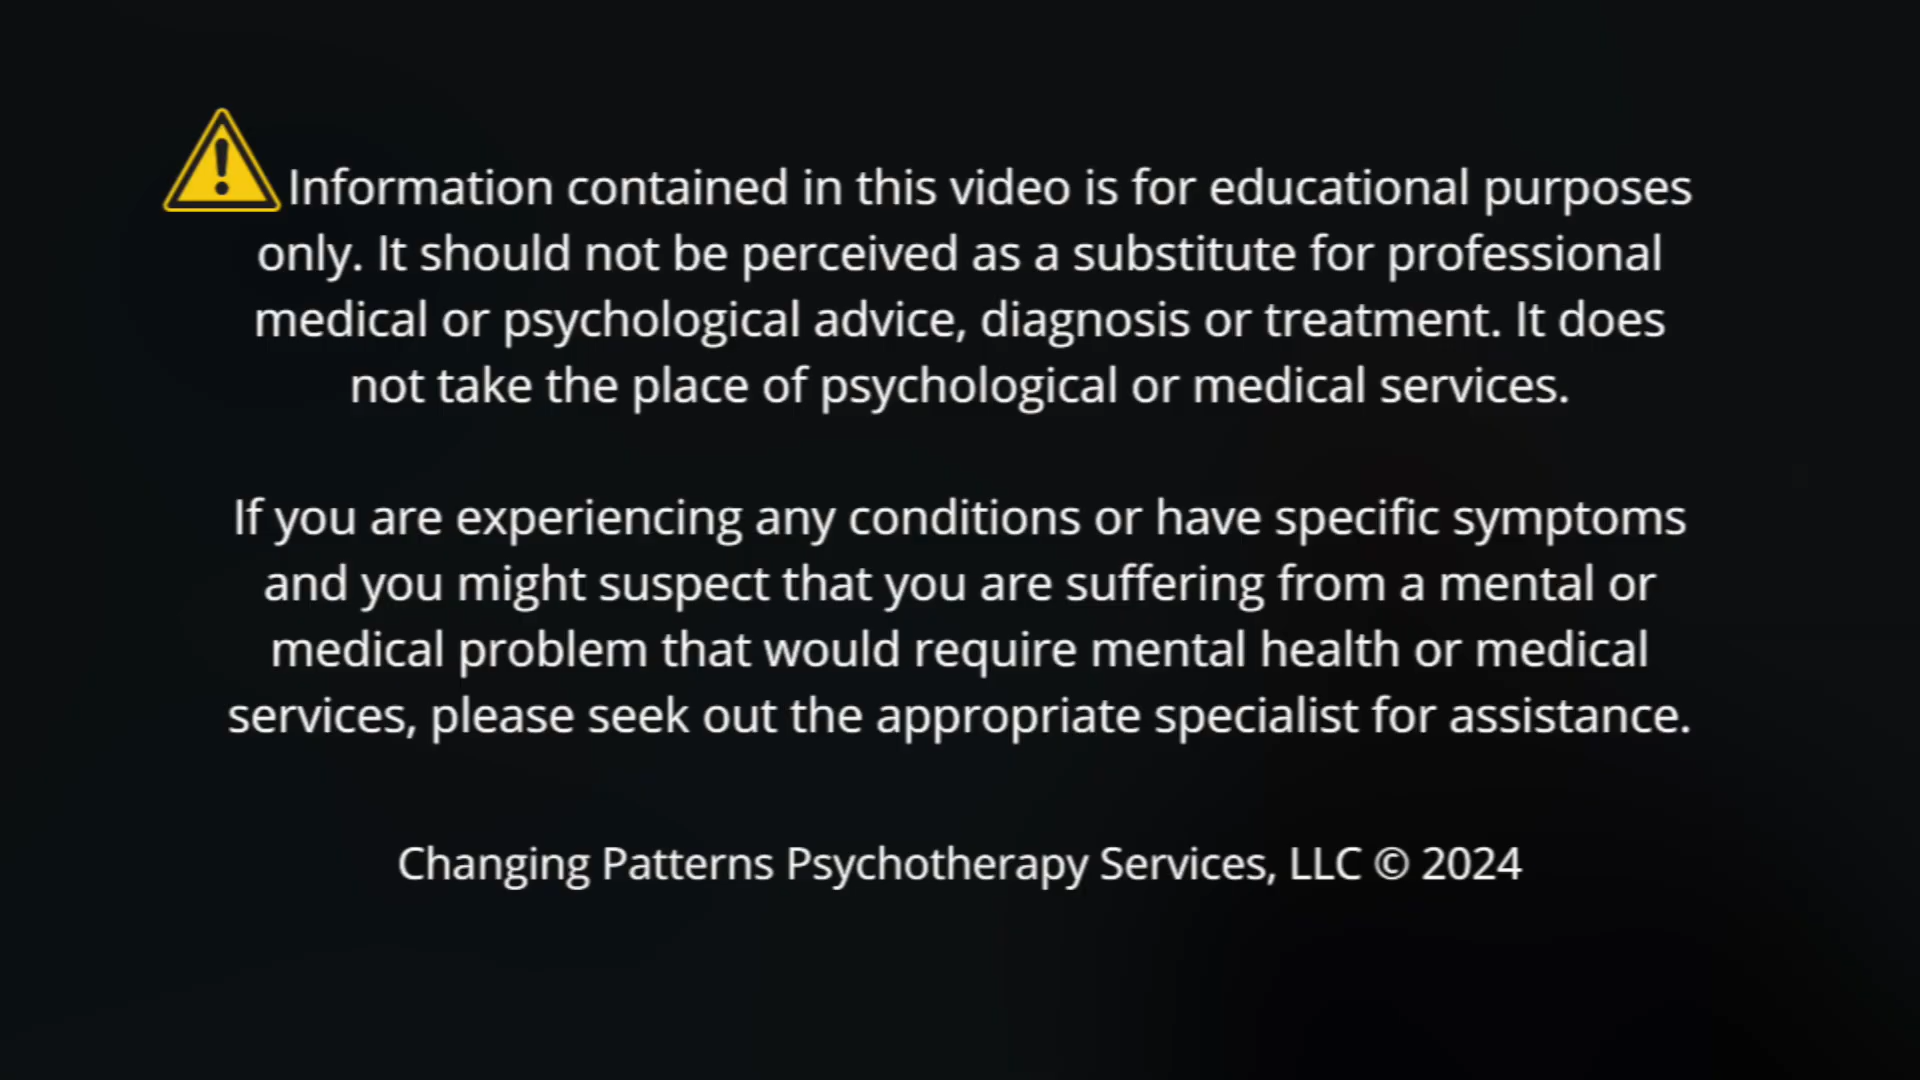 Information contained in this video is for educational purposes
only. It should not be perceived as a substitute for professional
medical or psychological advice, diagnosis or treatment. It does
not take the place of psychological or medical services.
If you are experiencing any conditions or have specific symptoms
and you might suspect that you are suffering from a mental or
medical problem that would require mental health or medical
services, please seek out the appropriate specialist for assistance.
Changing Patterns Psychotherapy Services, LLC © 2024